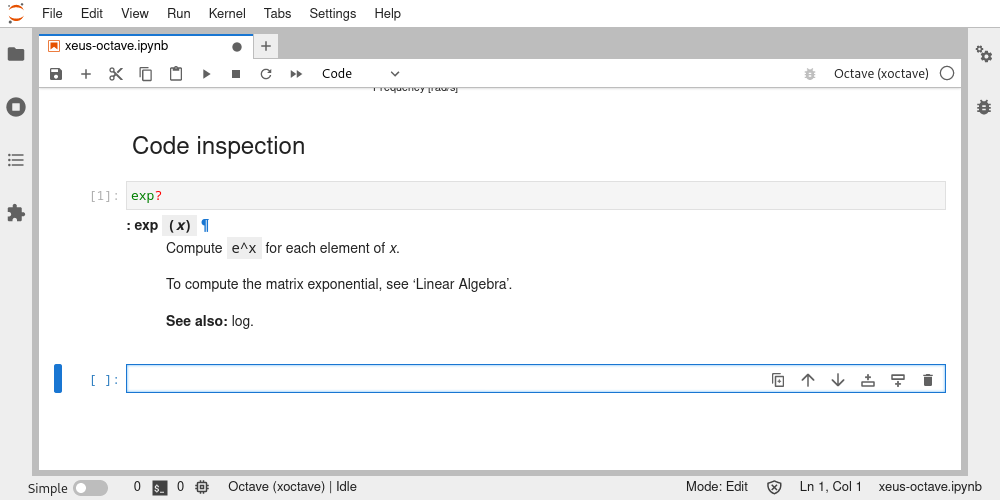 File Edit View Run Kernel Tabs Settings Help
xeus-octave.ipynb
Code Octave (xoctave)
Frequency [rad/s]
Code inspection
[1]: exp?
: exp (x) ¶
Compute e^x for each element of x.
To compute the matrix exponential, see ‘Linear Algebra’.
See also: log.
[ ]:
Simple 0 $_ 0 Octave (xoctave) | Idle Mode: Edit Ln 1, Col 1 xeus-octave.ipynb